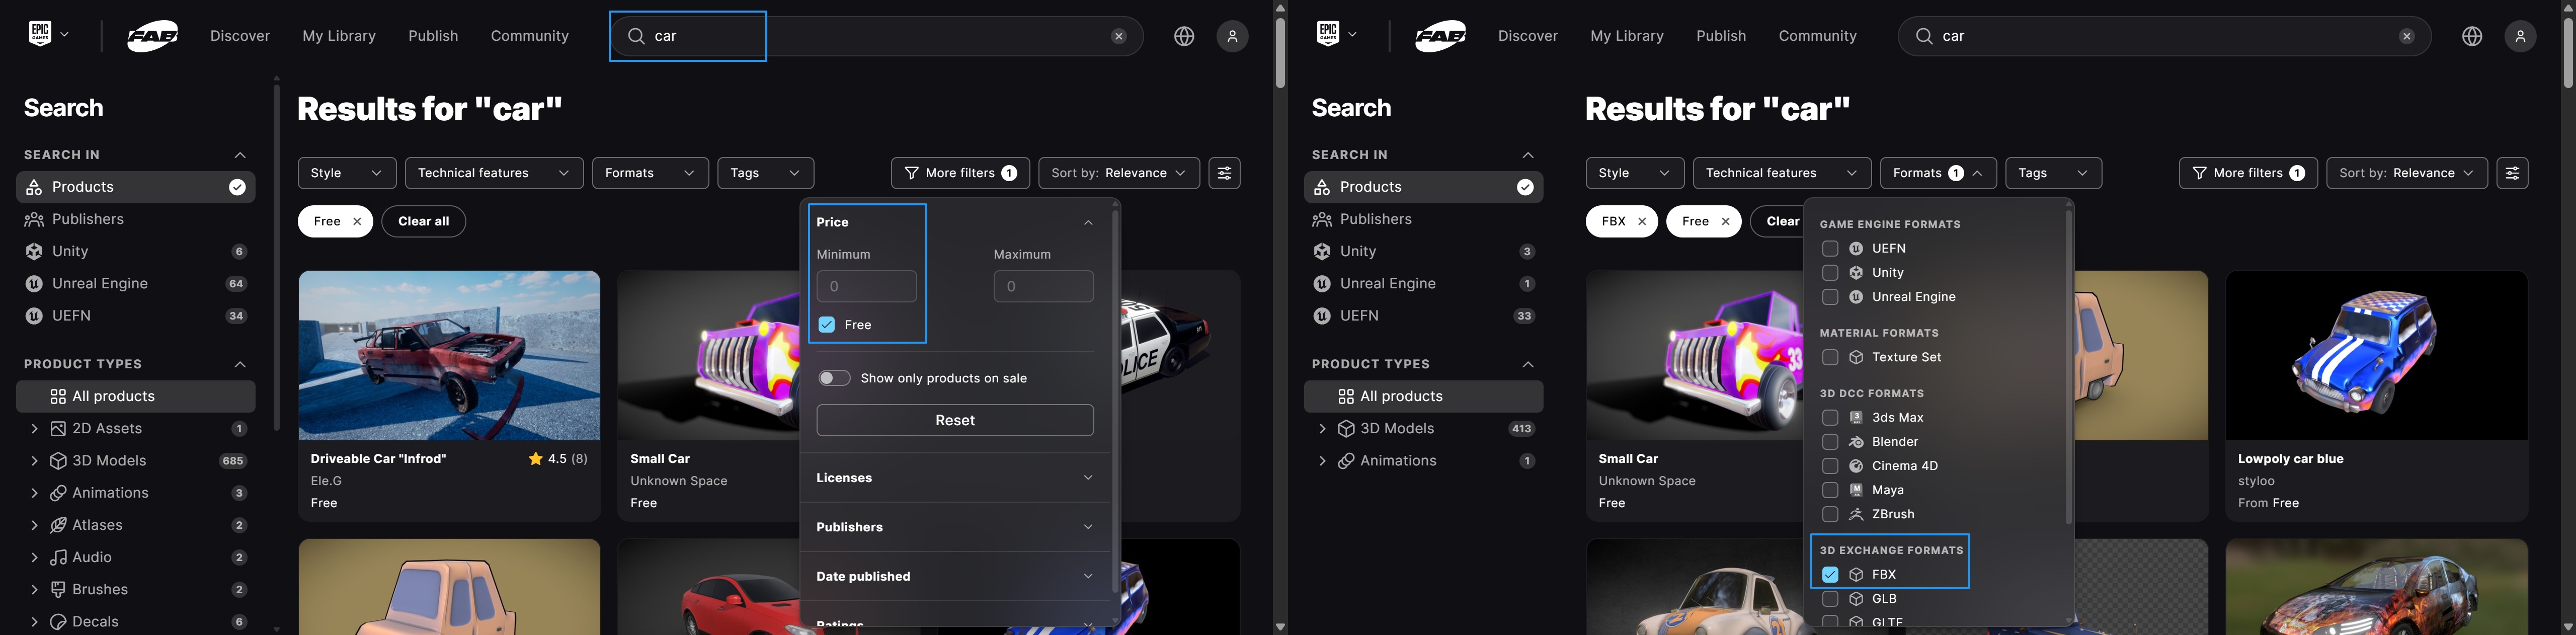 EPIC GAMES
FAB
Discover
My Library
Publish
Community
car
Search
SEARCH IN
Products
Publishers
Unity 6
Unreal Engine 64
UEFN 34
PRODUCT TYPES
All products
2D Assets 1
3D Models 685
Animations 3
Atlases 2
Audio 2
Brushes 2
Decals 6
Results for "car"
Style
Technical features
Formats
Tags
More filters 1
Sort by: Relevance
Free
Clear all
Price
Minimum
Maximum
0
0
Free
Show only products on sale
Reset
Licenses
Publishers
Date published
Ratings
Driveable Car "Infrod" 4.5 (8)
Ele.G
Free
Small Car
Unknown Space
Free
POLICE
EPIC GAMES
FAB
Discover
My Library
Publish
Community
car
Search
SEARCH IN
Products
Publishers
Unity 3
Unreal Engine 1
UEFN 33
PRODUCT TYPES
All products
3D Models 413
Animations 1
Results for "car"
Style
Technical features
Formats 1
Tags
More filters 1
Sort by: Relevance
FBX
Free
Clear
GAME ENGINE FORMATS
UEFN
Unity
Unreal Engine
MATERIAL FORMATS
Texture Set
3D DCC FORMATS
3ds Max
Blender
Cinema 4D
Maya
ZBrush
3D EXCHANGE FORMATS
FBX
GLB
GLTF
33
Small Car
Unknown Space
Free
Lowpoly car blue
styloo
From Free